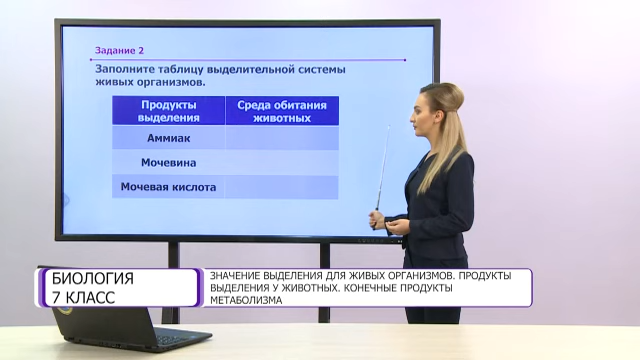 Задание 2
Заполните таблицу выделительной системы
живых организмов.
Продукты выделения
Среда обитания животных
Аммиак
Мочевина
Мочевая кислота
БИОЛОГИЯ
7 КЛАСС
ЗНАЧЕНИЕ ВЫДЕЛЕНИЯ ДЛЯ ЖИВЫХ ОРГАНИЗМОВ. ПРОДУКТЫ
ВЫДЕЛЕНИЯ У ЖИВОТНЫХ. КОНЕЧНЫЕ ПРОДУКТЫ
МЕТАБОЛИЗМА